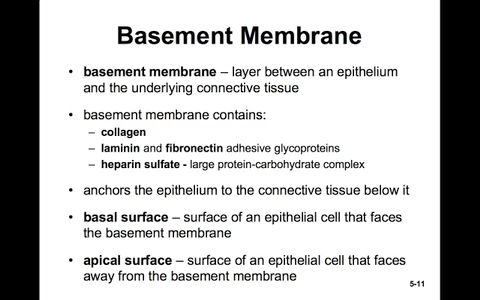 Basement Membrane
• basement membrane – layer between an epithelium
and the underlying connective tissue
• basement membrane contains:
– collagen
– laminin and fibronectin adhesive glycoproteins
– heparin sulfate - large protein-carbohydrate complex
• anchors the epithelium to the connective tissue below it
• basal surface – surface of an epithelial cell that faces
the basement membrane
• apical surface – surface of an epithelial cell that faces
away from the basement membrane
5-11